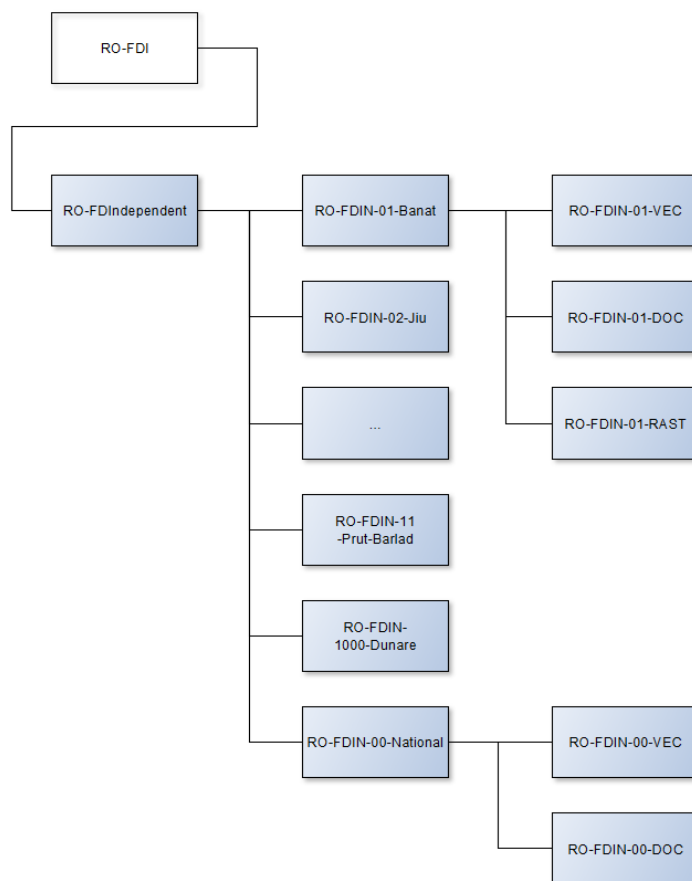 RO-FDI
RO-FDIndependent
RO-FDIN-01-Banat
RO-FDIN-01-VEC
RO-FDIN-02-Jiu
RO-FDIN-01-DOC
...
RO-FDIN-01-RAST
RO-FDIN-11
-Prut-Barlad
RO-FDIN-
1000-Dunare
RO-FDIN-00-National
RO-FDIN-00-VEC
RO-FDIN-00-DOC